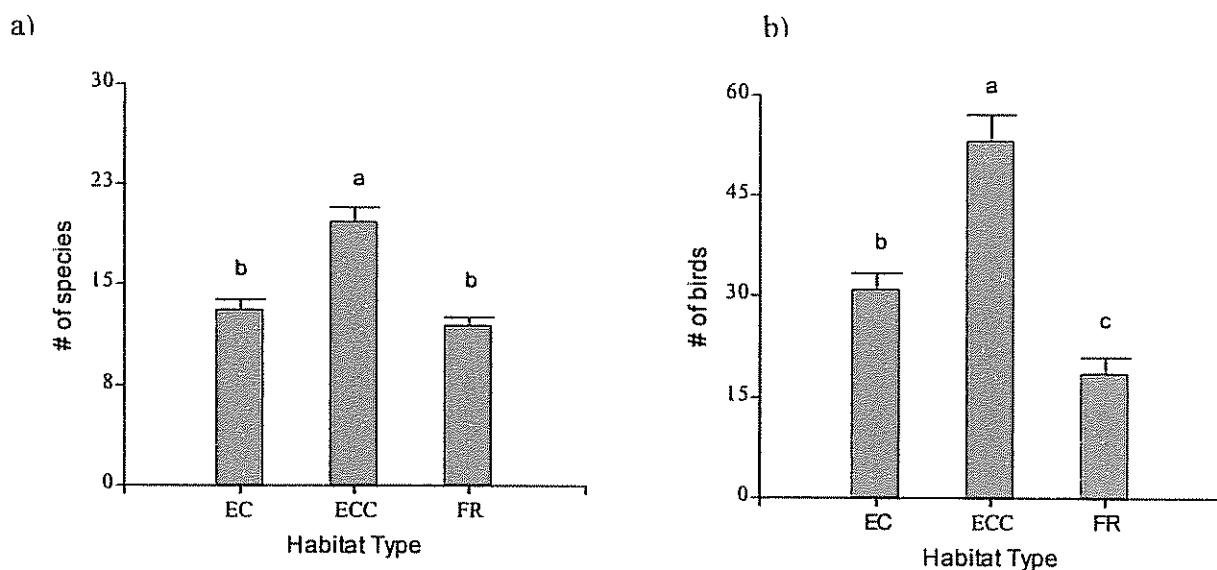 a)
30
23
15
8
0
# of species
b
a
b
EC ECC FR
Habitat Type
b)
60
45
30
15
0
# of birds
b
a
c
EC ECC FR
Habitat Type